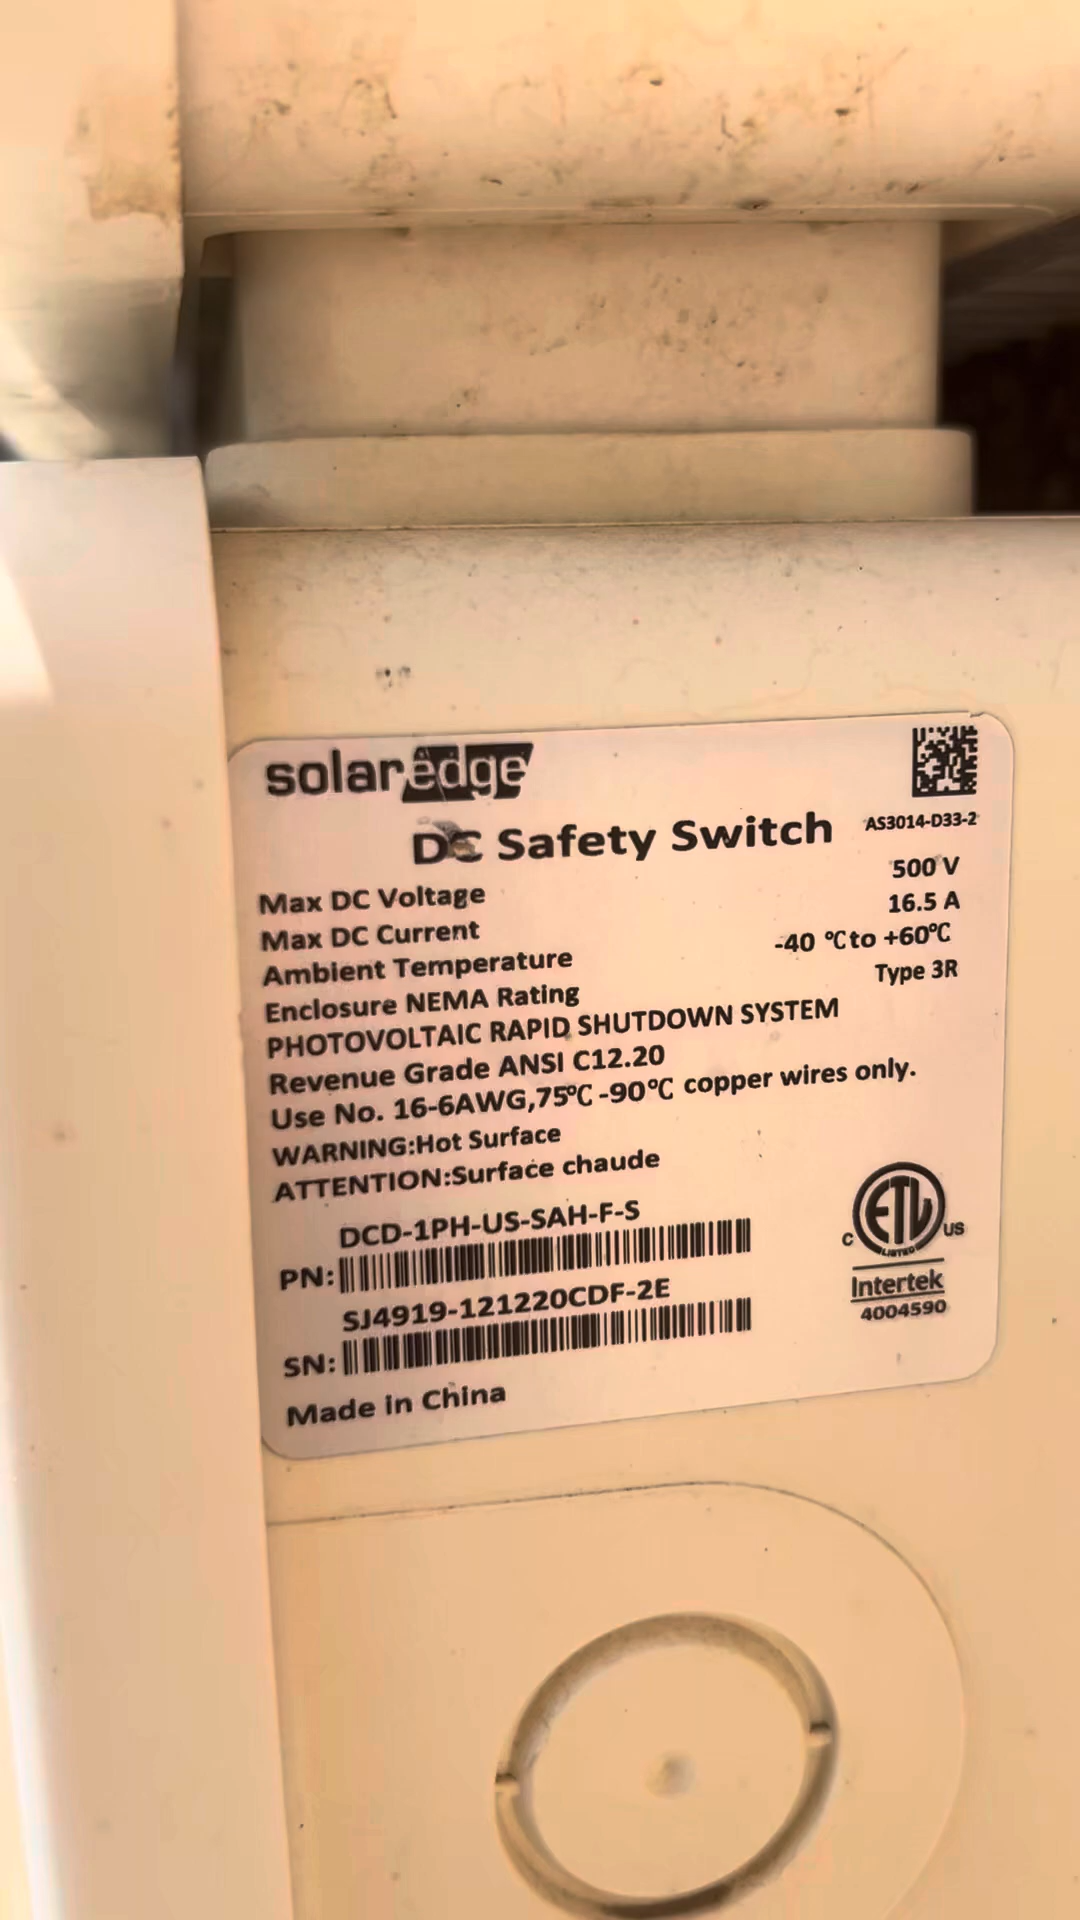 solaredge
AS3014-D33-2
DC Safety Switch
Max DC Voltage 500 V
Max DC Current 16.5 A
Ambient Temperature -40 ℃ to +60℃
Enclosure NEMA Rating Type 3R
PHOTOVOLTAIC RAPID SHUTDOWN SYSTEM
Revenue Grade ANSI C12.20
Use No. 16-6AWG,75℃ -90℃ copper wires only.
WARNING:Hot Surface
ATTENTION:Surface chaude
DCD-1PH-US-SAH-F-S
PN:
SJ4919-121220CDF-2E
SN:
Made in China
ETL
LISTED
C US
Intertek
4004590